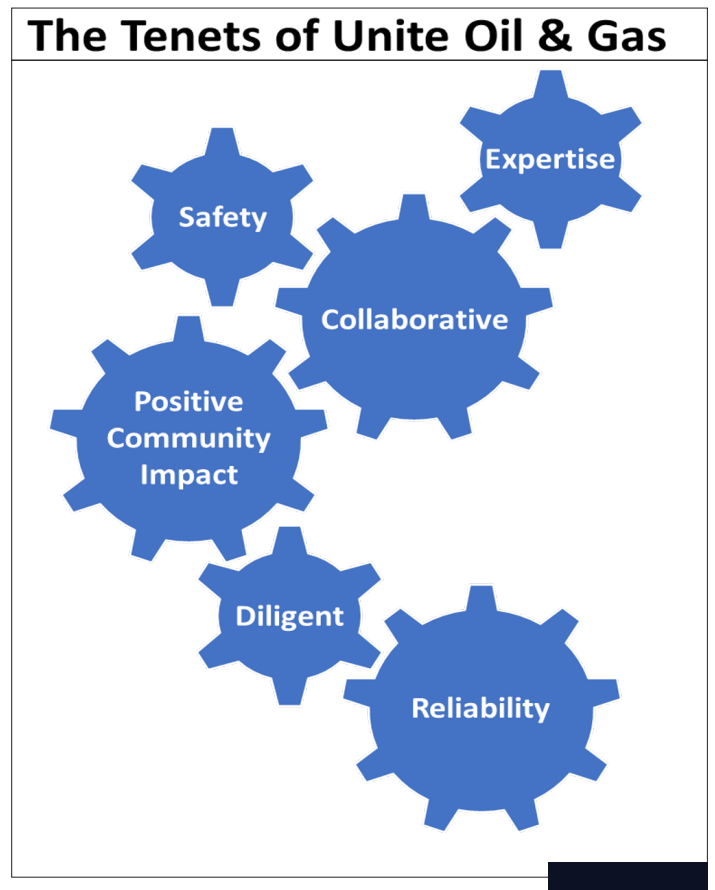 The Tenets of Unite Oil & Gas
Expertise
Safety
Collaborative
Positive
Community
Impact
Diligent
Reliability